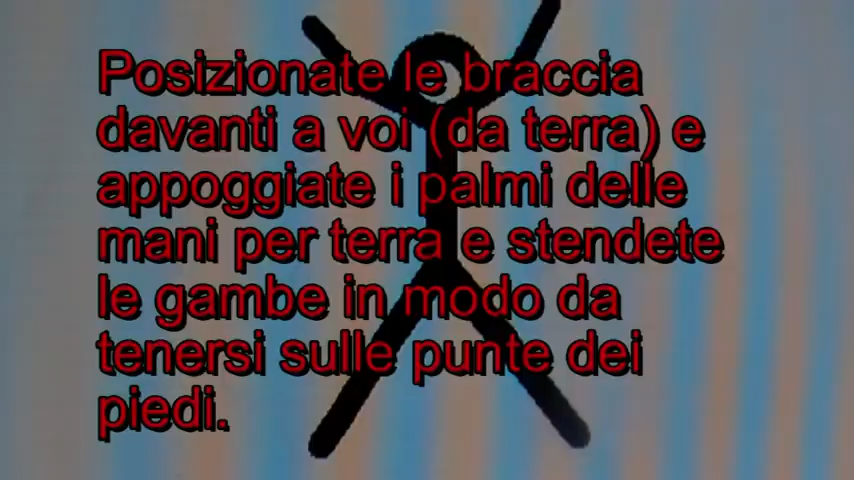 Posizionate le braccia
davanti a voi (da terra) e
appoggiate i palmi delle
mani per terra e stendete
le gambe in modo da
tenersi sulle punte dei
piedi.